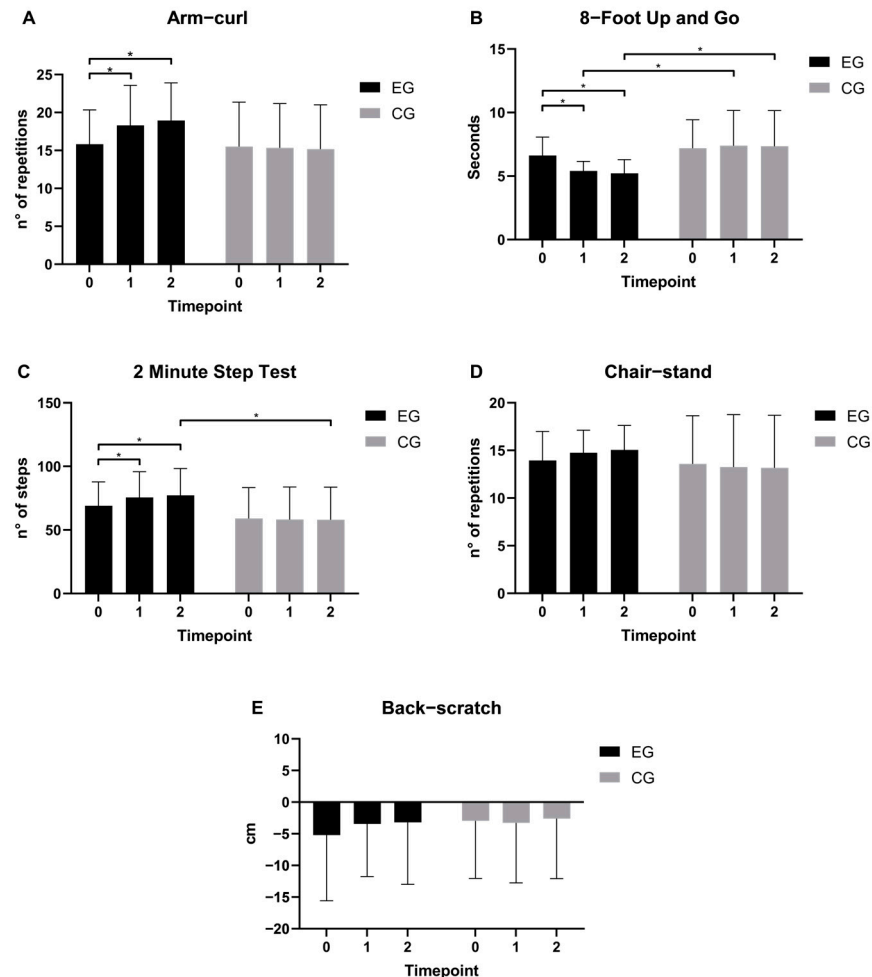 A
Arm−curl
n° of repetitions
25
20
15
10
5
0
*
*
0 1 2 0 1 2
Timepoint
EG
CG
B
8−Foot Up and Go
Seconds
15
10
5
0
*
*
*
*
0 1 2 0 1 2
Timepoint
EG
CG
C
2 Minute Step Test
n° of steps
150
100
50
0
*
*
*
0 1 2 0 1 2
Timepoint
EG
CG
D
Chair−stand
n° of repetitions
20
15
10
5
0
0 1 2 0 1 2
Timepoint
EG
CG
E
Back−scratch
cm
10
5
0
−5
−10
−15
−20
0 1 2 0 1 2
Timepoint
EG
CG